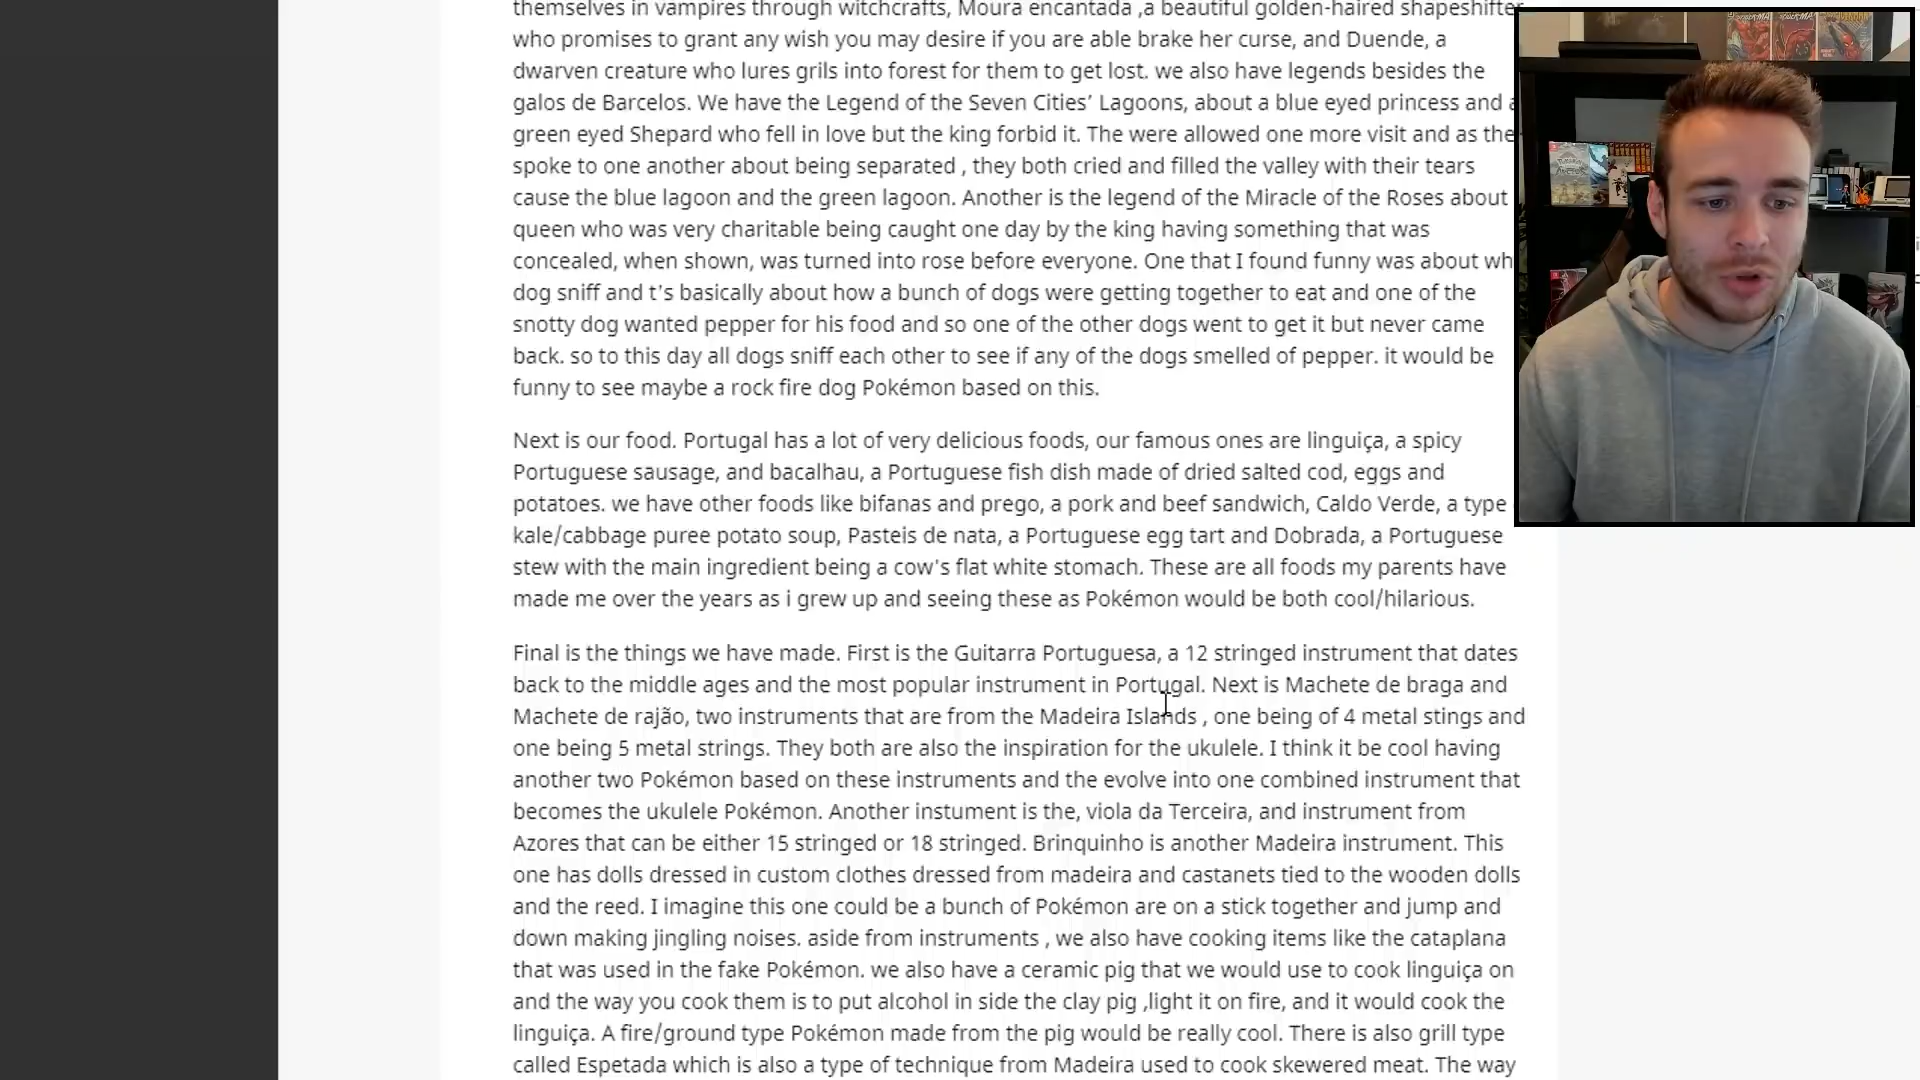 themselves in vampires through witchcrafts, Moura encantada ,a beautiful golden-haired shapeshifter
who promises to grant any wish you may desire if you are able brake her curse, and Duende, a
dwarven creature who lures grils into forest for them to get lost. we also have legends besides the
galos de Barcelos. We have the Legend of the Seven Cities’ Lagoons, about a blue eyed princess and a
green eyed Shepard who fell in love but the king forbid it. The were allowed one more visit and as the
spoke to one another about being separated , they both cried and filled the valley with their tears
cause the blue lagoon and the green lagoon. Another is the legend of the Miracle of the Roses about
queen who was very charitable being caught one day by the king having something that was
concealed, when shown, was turned into rose before everyone. One that I found funny was about wh
dog sniff and t's basically about how a bunch of dogs were getting together to eat and one of the
snotty dog wanted pepper for his food and so one of the other dogs went to get it but never came
back. so to this day all dogs sniff each other to see if any of the dogs smelled of pepper. it would be
funny to see maybe a rock fire dog Pokémon based on this.
Next is our food. Portugal has a lot of very delicious foods, our famous ones are linguiça, a spicy
Portuguese sausage, and bacalhau, a Portuguese fish dish made of dried salted cod, eggs and
potatoes. we have other foods like bifanas and prego, a pork and beef sandwich, Caldo Verde, a type
kale/cabbage puree potato soup, Pasteis de nata, a Portuguese egg tart and Dobrada, a Portuguese
stew with the main ingredient being a cow's flat white stomach. These are all foods my parents have
made me over the years as i grew up and seeing these as Pokémon would be both cool/hilarious.
Final is the things we have made. First is the Guitarra Portuguesa, a 12 stringed instrument that dates
back to the middle ages and the most popular instrument in Portugal. Next is Machete de braga and
Machete de rajão, two instruments that are from the Madeira Islands , one being of 4 metal stings and
one being 5 metal strings. They both are also the inspiration for the ukulele. I think it be cool having
another two Pokémon based on these instruments and the evolve into one combined instrument that
becomes the ukulele Pokémon. Another instument is the, viola da Terceira, and instrument from
Azores that can be either 15 stringed or 18 stringed. Brinquinho is another Madeira instrument. This
one has dolls dressed in custom clothes dressed from madeira and castanets tied to the wooden dolls
and the reed. I imagine this one could be a bunch of Pokémon are on a stick together and jump and
down making jingling noises. aside from instruments , we also have cooking items like the cataplana
that was used in the fake Pokémon. we also have a ceramic pig that we would use to cook linguiça on
and the way you cook them is to put alcohol in side the clay pig ,light it on fire, and it would cook the
linguiça. A fire/ground type Pokémon made from the pig would be really cool. There is also grill type
called Espetada which is also a type of technique from Madeira used to cook skewered meat. The way